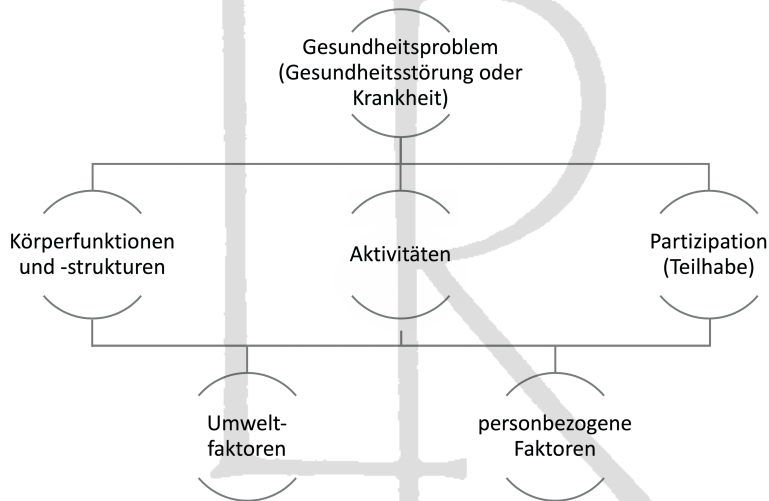 Gesundheitsproblem
(Gesundheitsstörung oder
Krankheit)
Körperfunktionen
und -strukturen
Aktivitäten
Partizipation
(Teilhabe)
Umwelt-
faktoren
personbezogene
Faktoren